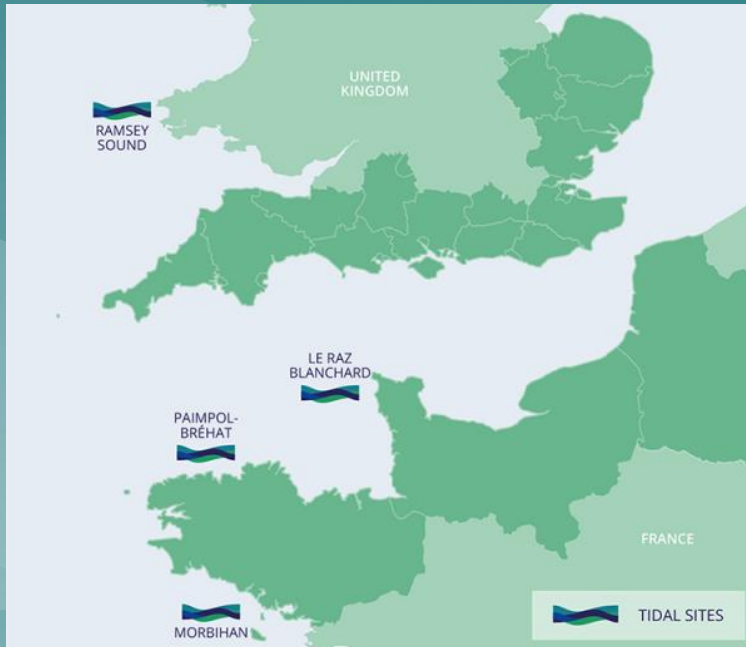 UNITED
KINGDOM
RAMSEY
SOUND
LE RAZ
BLANCHARD
PAIMPOL-
BRÉHAT
FRANCE
MORBIHAN
TIDAL SITES